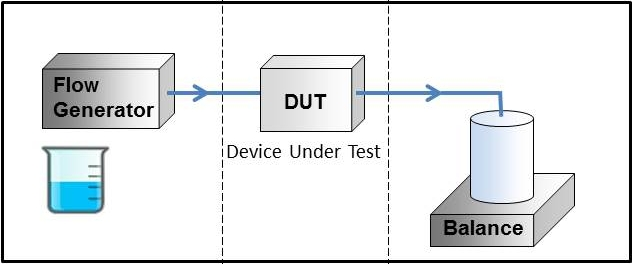 Flow
Generator
DUT
Device Under Test
Balance